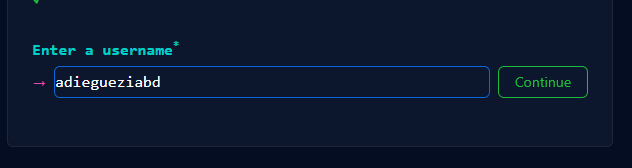 Enter a username*
→ adiegueziabd Continue